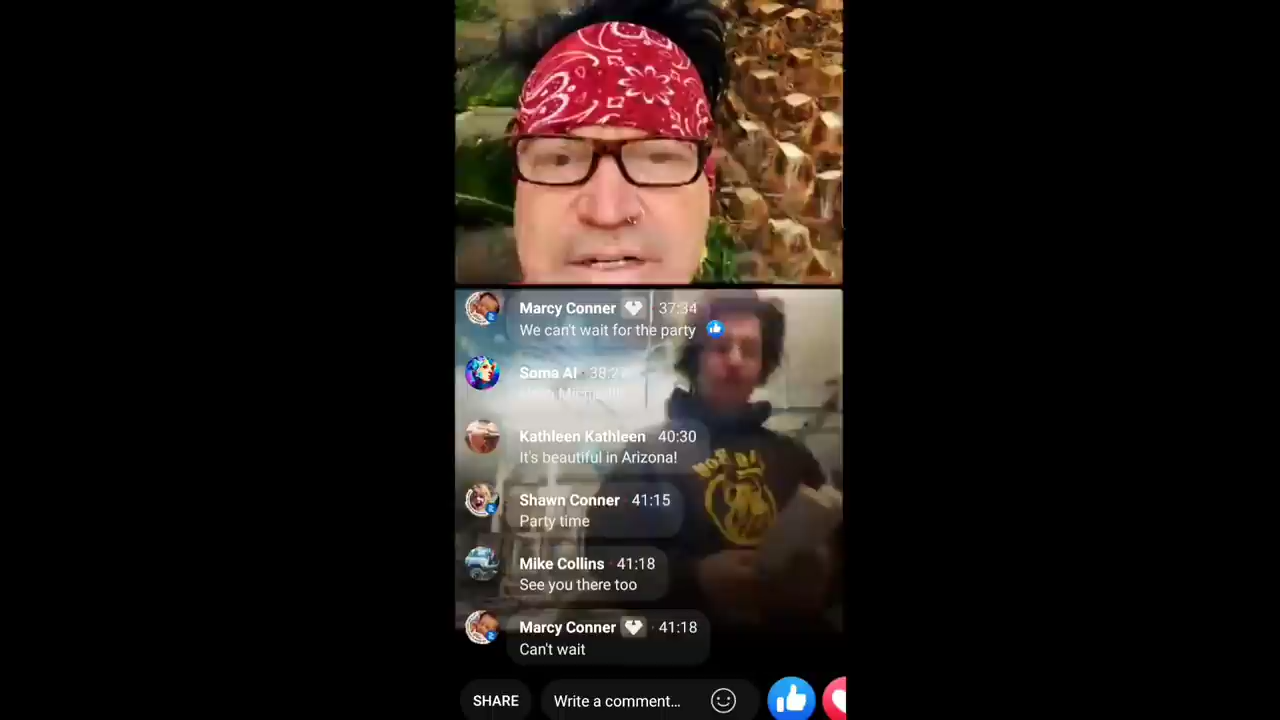 Marcy Conner 37:34
We can't wait for the party
Soma AI · 38:2
Kathleen Kathleen 40:30
It's beautiful in Arizona!
Shawn Conner · 41:15
Party time
Mike Collins · 41:18
See you there too
Marcy Conner · 41:18
Can't wait
SHARE
Write a comment…